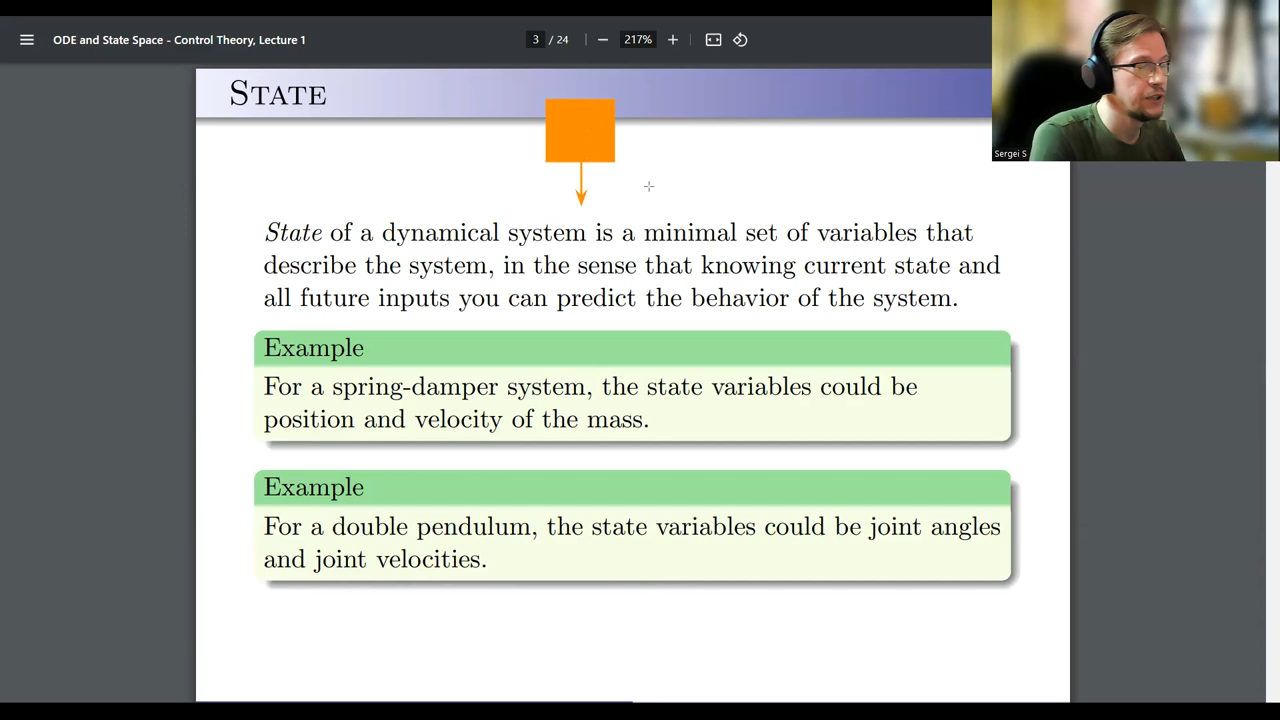 ODE and State Space - Control Theory, Lecture 1
3 / 24
217%
Sergei S
STATE
State of a dynamical system is a minimal set of variables that
describe the system, in the sense that knowing current state and
all future inputs you can predict the behavior of the system.
Example
For a spring-damper system, the state variables could be
position and velocity of the mass.
Example
For a double pendulum, the state variables could be joint angles
and joint velocities.